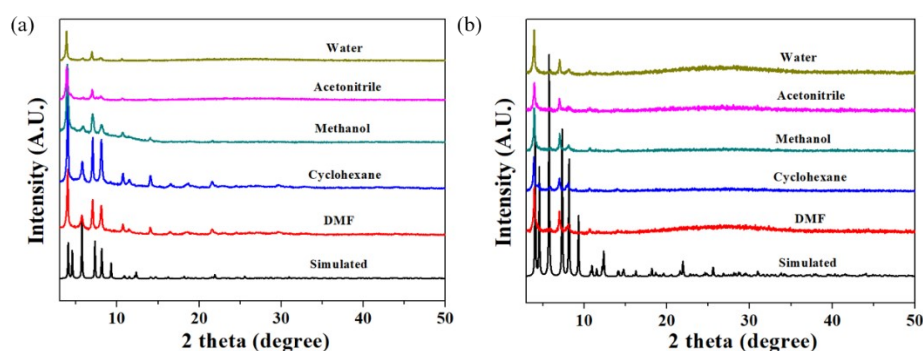 (a)
Intensity (A.U.)
Water
Acetonitrile
Methanol
Cyclohexane
DMF
Simulated
10 20 30 40 50
2 theta (degree)
(b)
Intensity (A.U.)
Water
Acetonitrile
Methanol
Cyclohexane
DMF
Simulated
10 20 30 40 50
2 theta (degree)